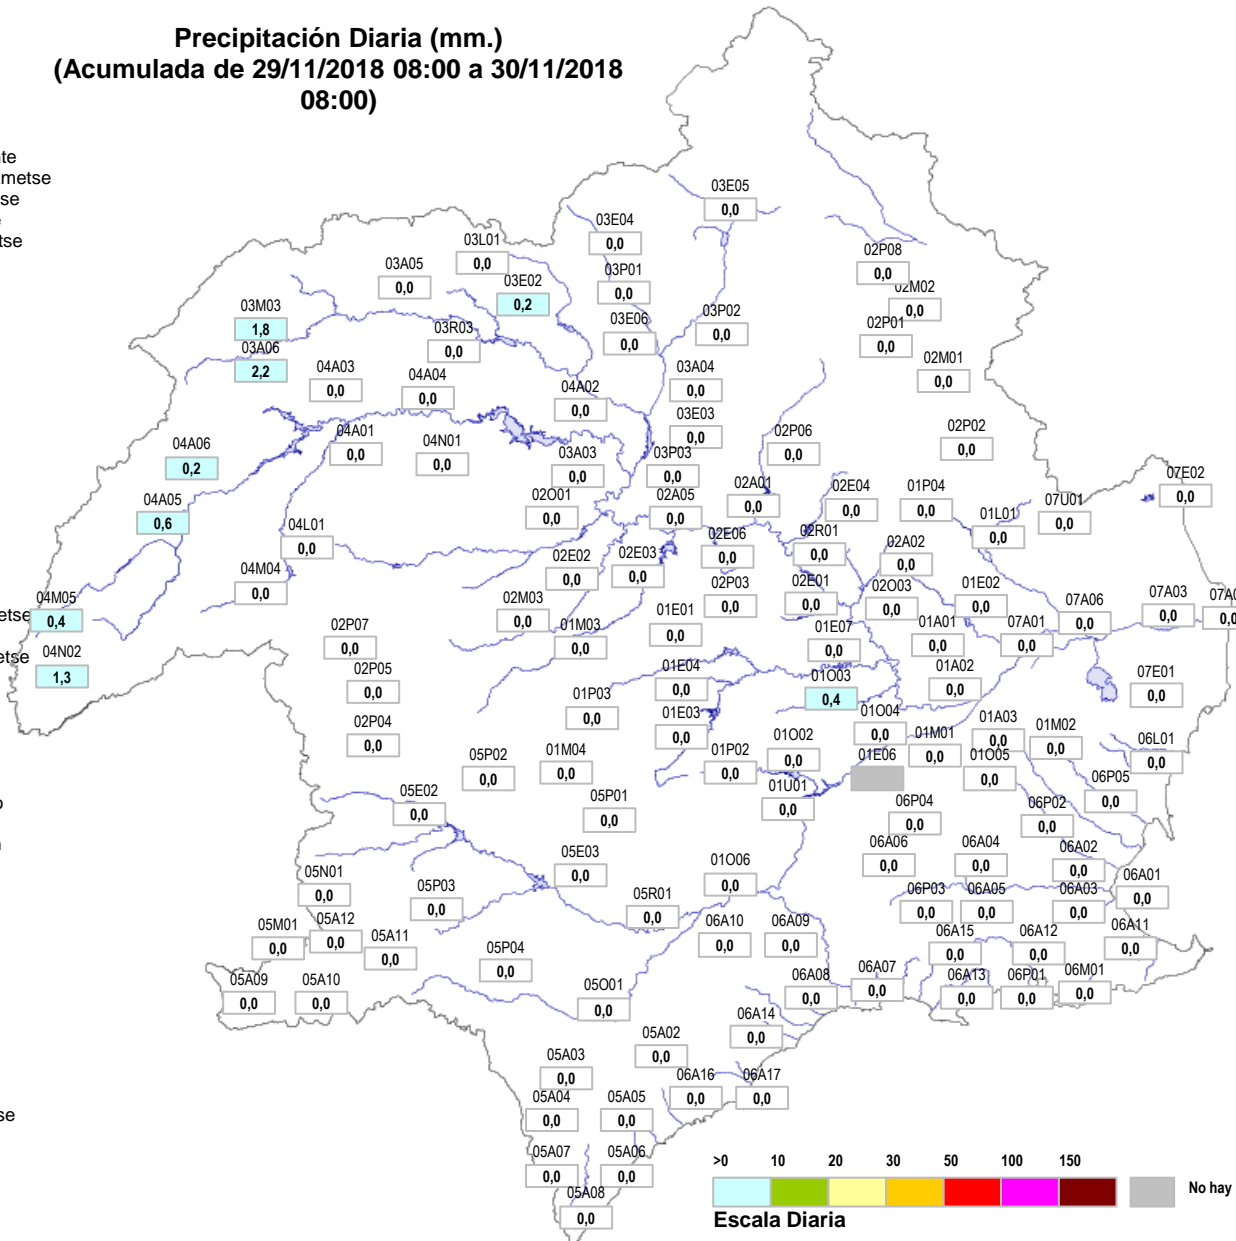 Precipitación Diaria (mm.)
(Acumulada de 29/11/2018 08:00 a 30/11/2018
08:00)
nte
metse
se
tse
03E05
0,0
03E04
0,0
03L01
0,0
02P08
0,0
03A05
0,0
03P01
0,0
03E02
0,2
02M02
0,0
03M03
1,8
03P02
0,0
03E06
0,0
03R03
0,0
02P01
0,0
03A06
2,2
02M01
0,0
04A03
0,0
04A04
0,0
03A04
0,0
04A02
0,0
03E03
0,0
04A01
0,0
04N01
0,0
04A06
0,2
02P06
0,0
02P02
0,0
03A03
0,0
03P03
0,0
07E02
0,0
04A05
0,6
02O01
0,0
02A05
0,0
02A01
0,0
02E04
0,0
01P04
0,0
07U01
0,0
01L01
0,0
04L01
0,0
02E06
0,0
02R01
0,0
02A02
0,0
02E02
0,0
02E03
0,0
04M04
0,0
02P03
0,0
02E01
0,0
02O03
0,0
01E02
0,0
07A03
0,0
07A0
0,0
04M05
0,4
etse
02M03
0,0
01E01
0,0
07A06
0,0
02P07
0,0
01M03
0,0
01E07
0,0
01A01
0,0
07A01
0,0
etse
04N02
1,3
02P05
0,0
01E04
0,0
01O03
0,4
01A02
0,0
07E01
0,0
01P03
0,0
01E03
0,0
01O04
0,0
01A03
0,0
01M02
0,0
02P04
0,0
01M01
0,0
06L01
0,0
05P02
0,0
01M04
0,0
01P02
0,0
01O02
0,0
01E06
01O05
0,0
06P05
0,0
05E02
0,0
05P01
0,0
01U01
0,0
06P04
0,0
06P02
0,0
05E03
0,0
06A06
0,0
06A04
0,0
06A02
0,0
05N01
0,0
05P03
0,0
01O06
0,0
06P03
0,0
06A05
0,0
06A03
0,0
06A01
0,0
05R01
0,0
05M01
0,0
05A12
0,0
05A11
0,0
06A10
0,0
06A09
0,0
06A15
0,0
06A12
0,0
06A11
0,0
05P04
0,0
05A09
0,0
05A10
0,0
05O01
0,0
06A08
0,0
06A07
0,0
06A13
0,0
06P01
0,0
06M01
0,0
06A14
0,0
05A02
0,0
05A03
0,0
06A16
0,0
06A17
0,0
05A04
0,0
05A05
0,0
se
05A07
0,0
05A06
0,0
05A08
0,0
>0 10 20 30 50 100 150
No hay
Escala Diaria